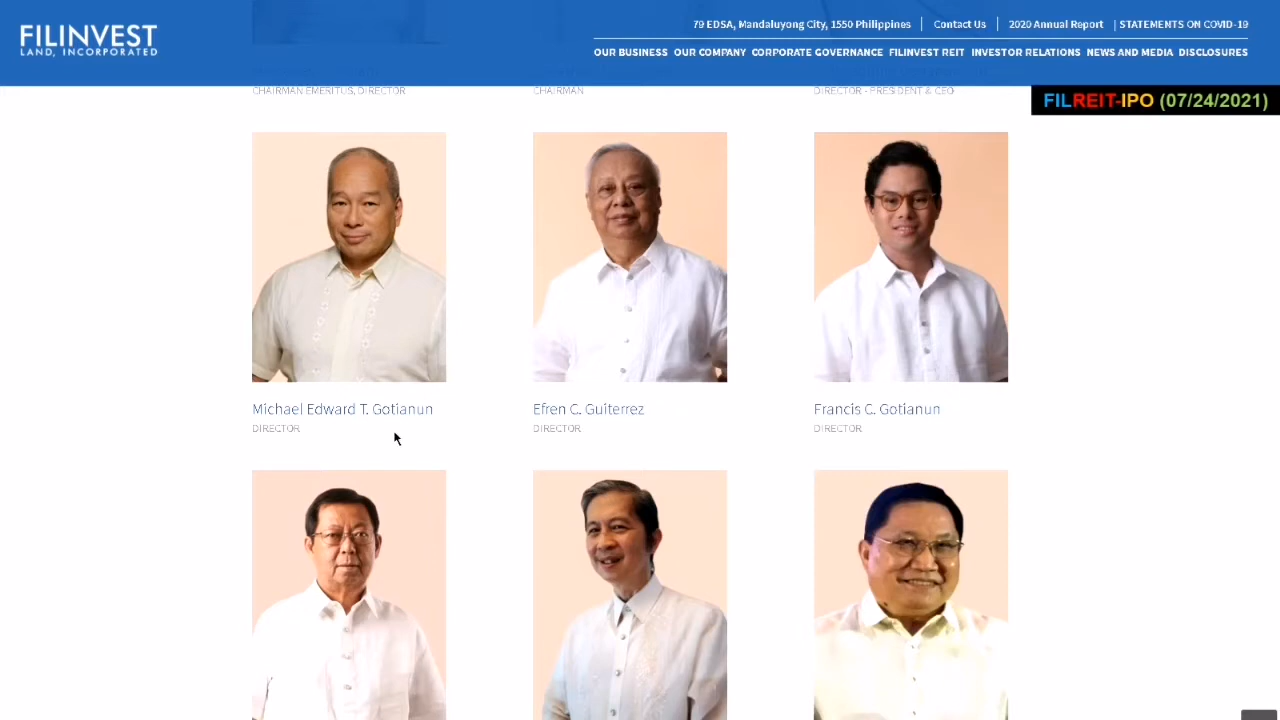 FILINVEST
LAND, INCORPORATED
79 EDSA, Mandaluyong City, 1550 Philippines | Contact Us | 2020 Annual Report | STATEMENTS ON COVID-19
OUR BUSINESS OUR COMPANY CORPORATE GOVERNANCE FILINVEST REIT INVESTOR RELATIONS NEWS AND MEDIA DISCLOSURES
CHAIRMAN EMERITUS, DIRECTOR
CHAIRMAN
DIRECTOR - PRESIDENT & CEO
FILREIT-IPO (07/24/2021)
Michael Edward T. Gotianun
DIRECTOR
Efren C. Guiterrez
DIRECTOR
Francis C. Gotianun
DIRECTOR